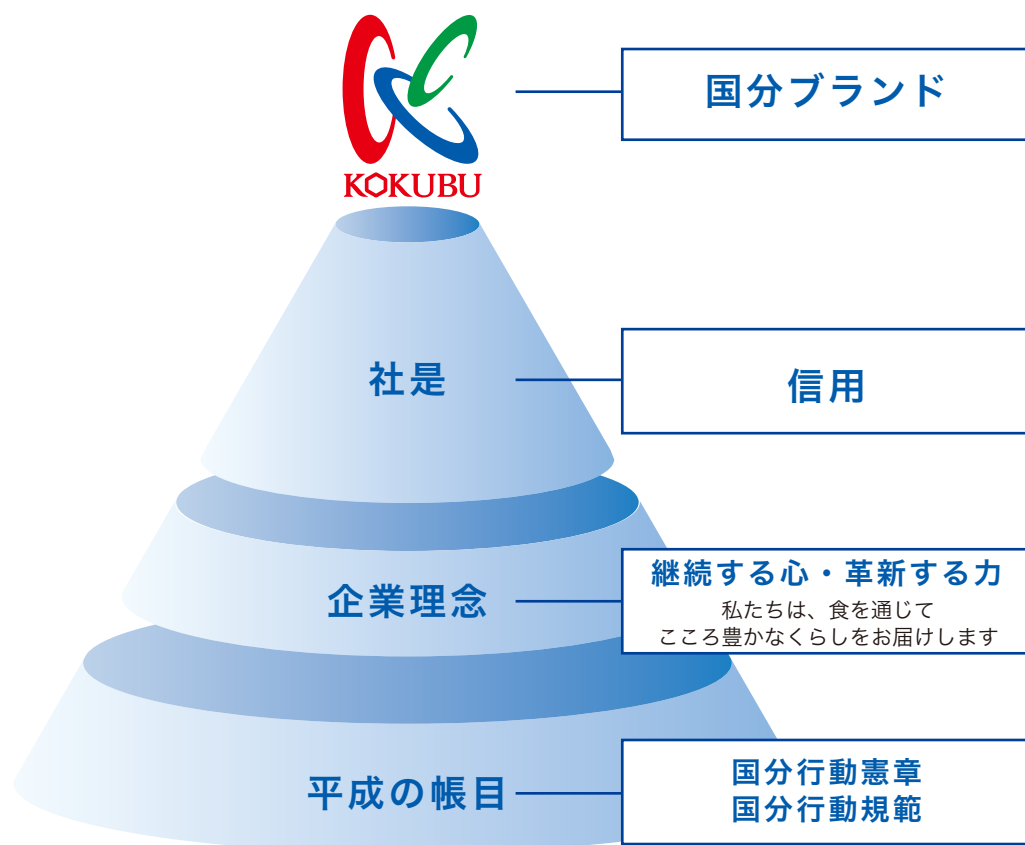 国分ブランド
KOKUBU
社是
信用
企業理念
継続する心・革新する力
私たちは、食を通じて
こころ豊かなくらしをお届けします
平成の帳目
国分行動憲章
国分行動規範